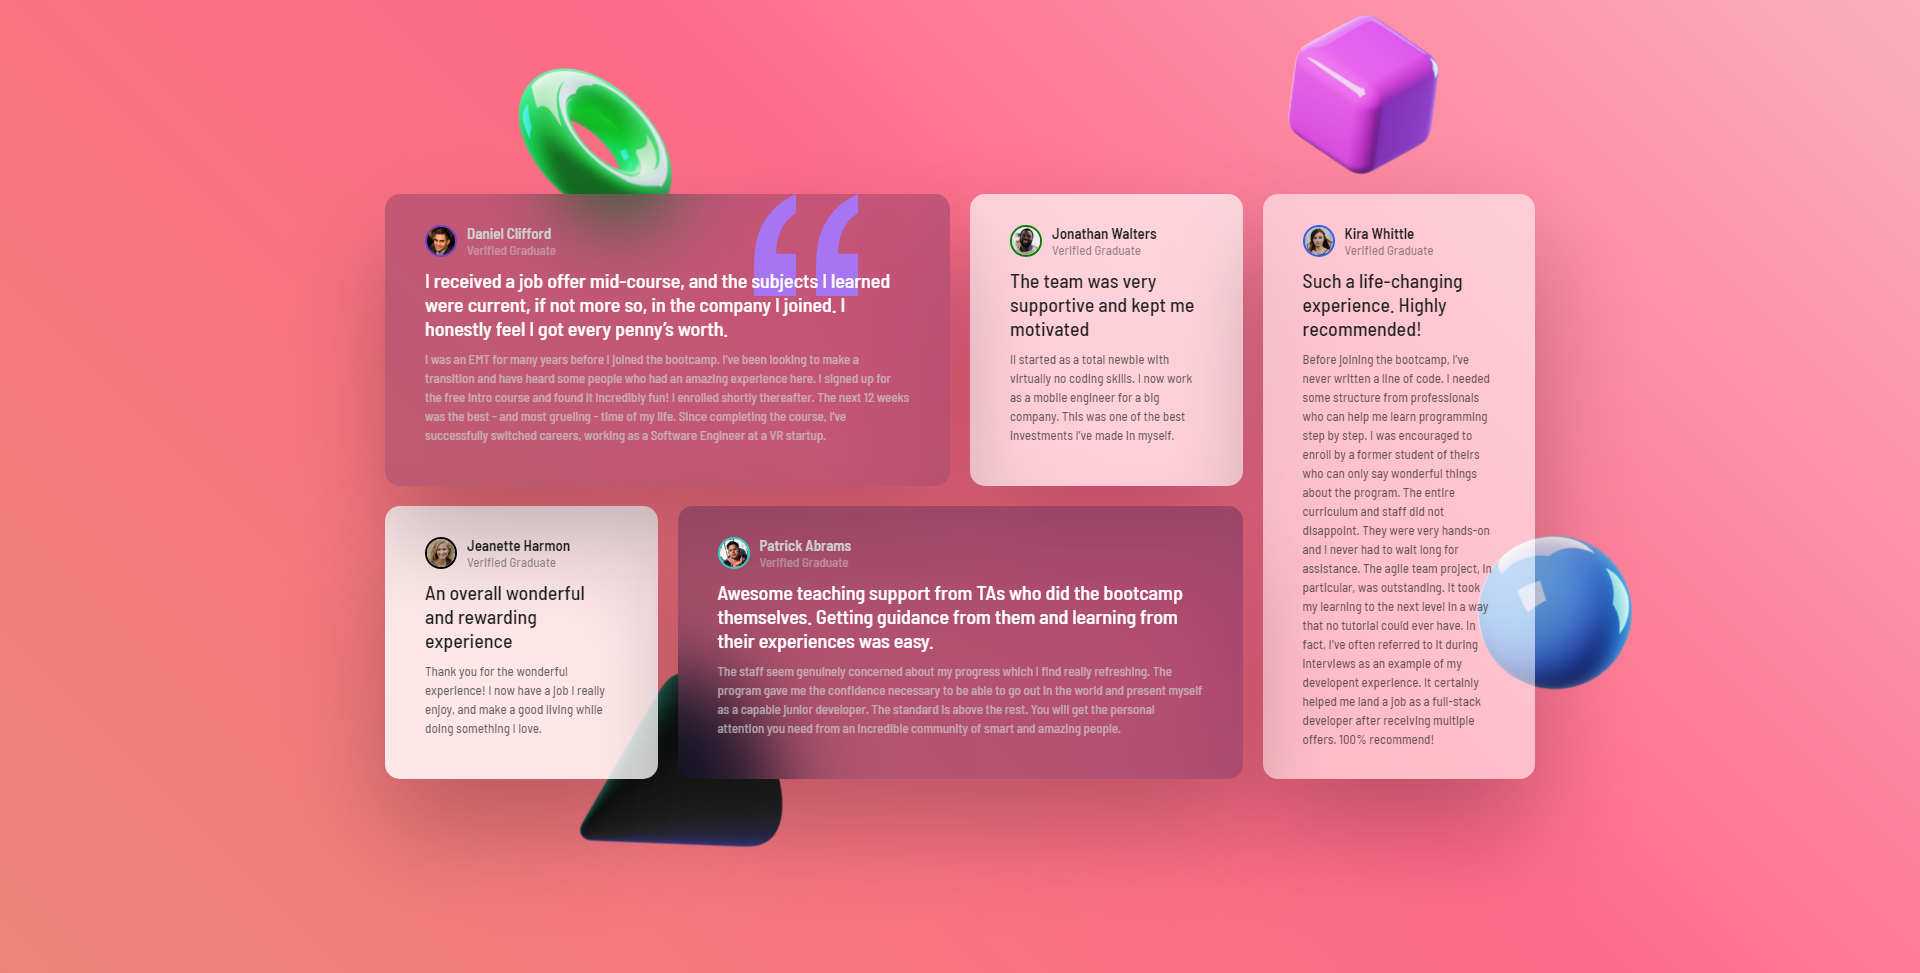 Daniel Clifford
Verified Graduate
I received a job offer mid-course, and the subjects I learned
were current, if not more so, in the company I joined. I
honestly feel I got every penny’s worth.
I was an EMT for many years before I joined the bootcamp. I’ve been looking to make a
transition and have heard some people who had an amazing experience here. I signed up for
the free intro course and found it incredibly fun! I enrolled shortly thereafter. The next 12 weeks
was the best - and most grueling - time of my life. Since completing the course, I’ve
successfully switched careers, working as a Software Engineer at a VR startup.
Jonathan Walters
Verified Graduate
The team was very
supportive and kept me
motivated
II started as a total newbie with
virtually no coding skills. I now work
as a mobile engineer for a big
company. This was one of the best
investments I’ve made in myself.
Kira Whittle
Verified Graduate
Such a life-changing
experience. Highly
recommended!
Before joining the bootcamp, I’ve
never written a line of code. I needed
some structure from professionals
who can help me learn programming
step by step. I was encouraged to
enroll by a former student of theirs
who can only say wonderful things
about the program. The entire
curriculum and staff did not
disappoint. They were very hands-on
and I never had to wait long for
assistance. The agile team project, in
particular, was outstanding. It took
my learning to the next level in a way
that no tutorial could ever have. In
fact, I’ve often referred to it during
interviews as an example of my
developent experience. It certainly
helped me land a job as a full-stack
developer after receiving multiple
offers. 100% recommend!
Jeanette Harmon
Verified Graduate
An overall wonderful
and rewarding
experience
Thank you for the wonderful
experience! I now have a job I really
enjoy, and make a good living while
doing something I love.
Patrick Abrams
Verified Graduate
Awesome teaching support from TAs who did the bootcamp
themselves. Getting guidance from them and learning from
their experiences was easy.
The staff seem genuinely concerned about my progress which I find really refreshing. The
program gave me the confidence necessary to be able to go out in the world and present myself
as a capable junior developer. The standard is above the rest. You will get the personal
attention you need from an incredible community of smart and amazing people.